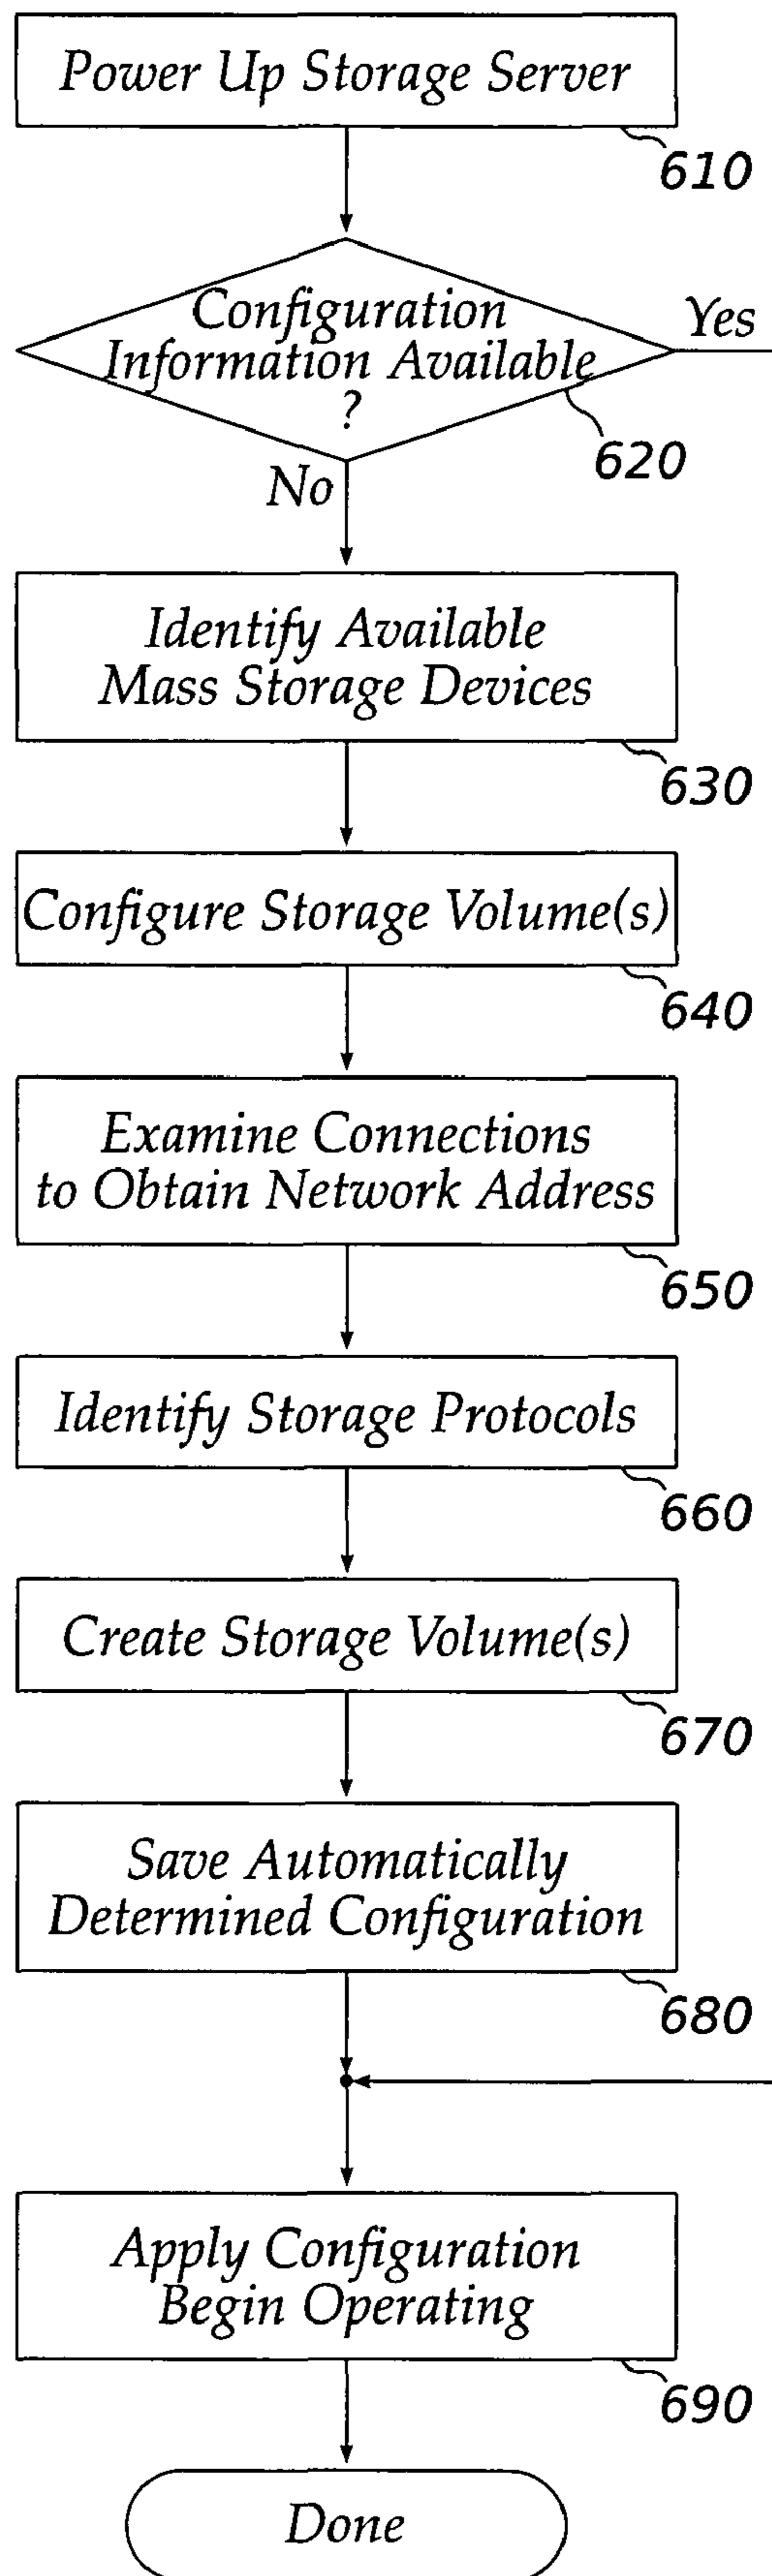 Power Up Storage Server
610
Configuration
Yes
Information Available
?
620
No
Identify Available
Mass Storage Devices
630
Configure Storage Volume(s)
640
Examine Connections
to Obtain Network Address
650
Identify Storage Protocols
660
Create Storage Volume(s)
670
Save Automatically
Determined Configuration
680
Apply Configuration
Begin Operating
690
Done